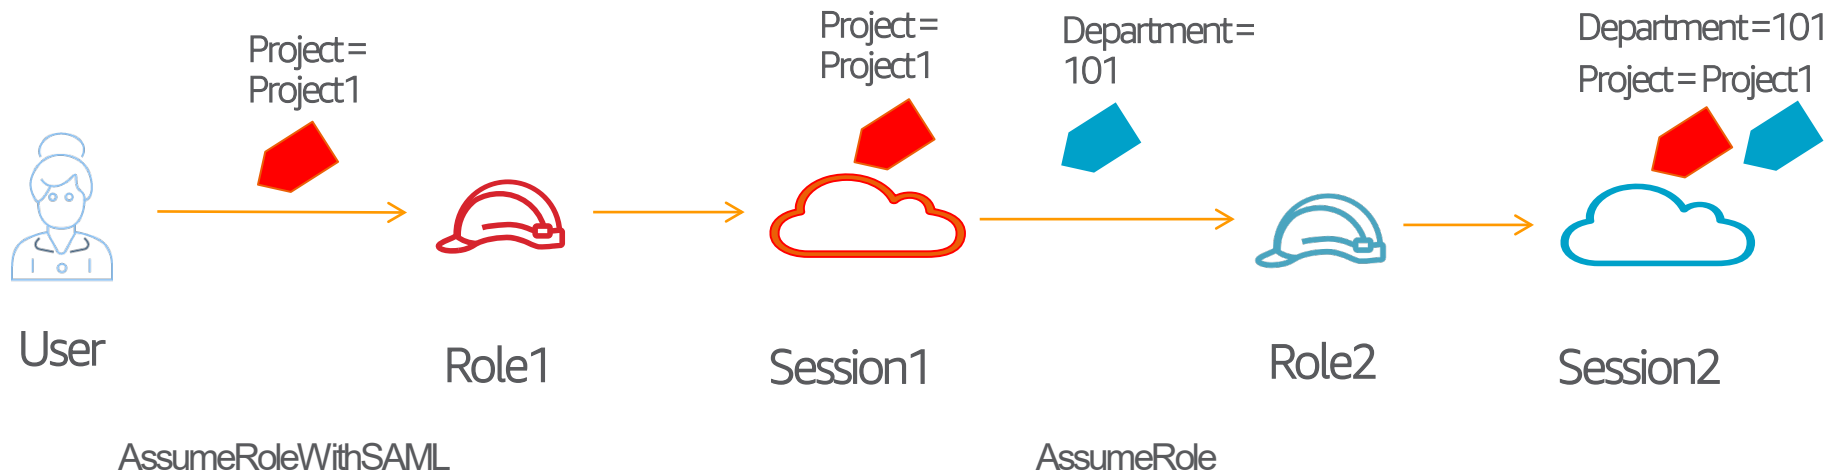 Project =
Project1
Project =
Project1
Department =
101
Department =101
Project = Project1
User
Role1
Session1
Role2
Session2
AssumeRoleWithSAML
AssumeRole